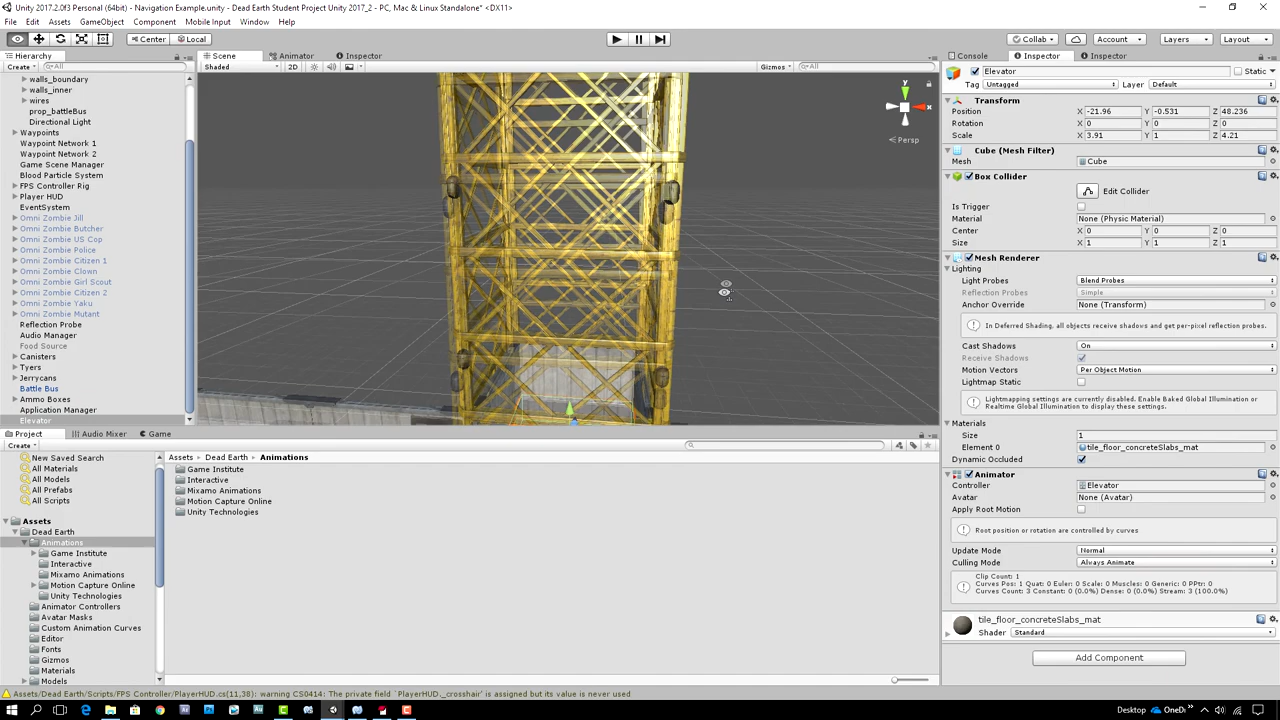 Unity 2017.2.0f3 Personal (64bit) - Navigation Example.unity - Dead Earth Student Project Unity 2017_2 - PC, Mac & Linux Standalone* <DX11>
File Edit Assets GameObject Component Mobile Input Window Help
Center Local Collab Account Layers Layout
Hierarchy Scene Animator Inspector Console Inspector Inspector
Create All Shaded 2D Gizmos All
Elevator Static
Tag Untagged Layer Default
Transform
Position X -21.96 Y -0.531 Z 48.236
Rotation X 0 Y 0 Z 0
Scale X 3.91 Y 1 Z 4.21
Cube (Mesh Filter)
Mesh Cube
Box Collider
Edit Collider
Is Trigger
Material None (Physic Material)
Center X 0 Y 0 Z 0
Size X 1 Y 1 Z 1
Mesh Renderer
Lighting
Light Probes Blend Probes
Reflection Probes Simple
Anchor Override None (Transform)
In Deferred Shading, all objects receive shadows and get per-pixel reflection probes.
Cast Shadows On
Receive Shadows
Motion Vectors Per Object Motion
Lightmap Static
Lightmapping settings are currently disabled. Enable Baked Global Illumination or
Realtime Global Illumination to display these settings.
Materials
Size 1
Element 0 tile_floor_concreteSlabs_mat
Dynamic Occluded
Animator
Controller Elevator
Avatar None (Avatar)
Apply Root Motion
Root position or rotation are controlled by curves
Update Mode Normal
Culling Mode Always Animate
Clip Count: 1
Curves Pos: 1 Quat: 0 Euler: 0 Scale: 0 Muscles: 0 Generic: 0 PPtr: 0
Curves Count: 3 Constant: 0 (0.0%) Dense: 0 (0.0%) Stream: 3 (100.0%)
tile_floor_concreteSlabs_mat
Shader Standard
Add Component
walls_boundary
walls_inner
wires
prop_battleBus
Directional Light
Waypoints
Waypoint Network 1
Waypoint Network 2
Game Scene Manager
Blood Particle System
FPS Controller Rig
Player HUD
EventSystem
Omni Zombie Jill
Omni Zombie Butcher
Omni Zombie US Cop
Omni Zombie Police
Omni Zombie Citizen 1
Omni Zombie Clown
Omni Zombie Girl Scout
Omni Zombie Citizen 2
Omni Zombie Yaku
Omni Zombie Mutant
Reflection Probe
Audio Manager
Food Source
Canisters
Tyers
Jerrycans
Battle Bus
Ammo Boxes
Application Manager
Elevator
y
x
Persp
Project Audio Mixer Game
Create
New Saved Search
All Materials
All Models
All Prefabs
All Scripts
Assets
Dead Earth
Animations
Game Institute
Interactive
Mixamo Animations
Motion Capture Online
Unity Technologies
Animator Controllers
Avatar Masks
Custom Animation Curves
Editor
Fonts
Gizmos
Materials
Models
Assets Dead Earth Animations
Game Institute
Interactive
Mixamo Animations
Motion Capture Online
Unity Technologies
Assets/Dead Earth/Scripts/FPS Controller/PlayerHUD.cs(11,38): warning CS0414: The private field `PlayerHUD._crosshair' is assigned but its value is never used
Desktop OneDr